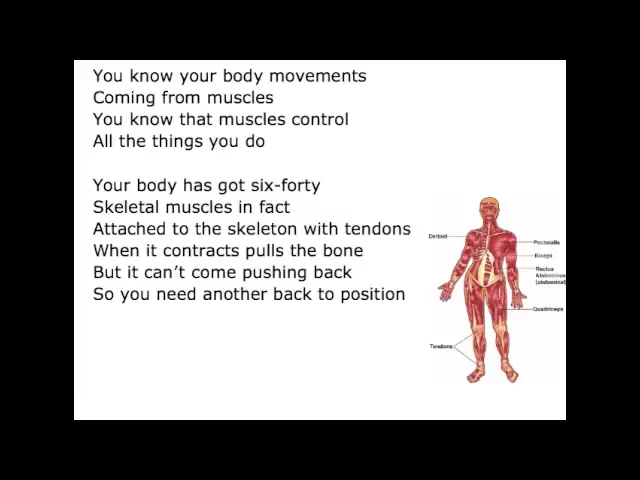 You know your body movements
Coming from muscles
You know that muscles control
All the things you do
Your body has got six-forty
Skeletal muscles in fact
Attached to the skeleton with tendons
When it contracts pulls the bone
But it can't come pushing back
So you need another back to position
Deltoid
Pectoralis
Biceps
Rectus
Abdominus
(abdominal)
Quadriceps
Tendons